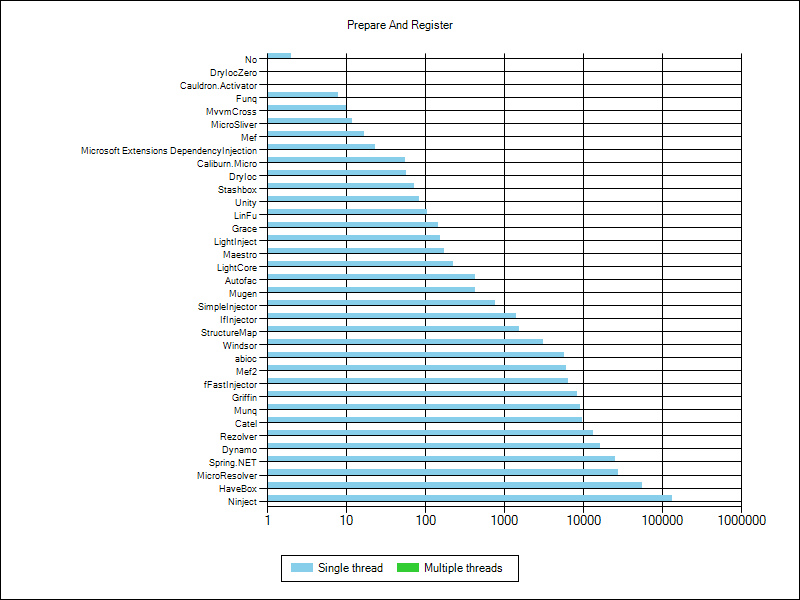 Prepare And Register
No
DryIocZero
Cauldron.Activator
Funq
MvvmCross
MicroSliver
Mef
Microsoft Extensions DependencyInjection
Caliburn.Micro
DryIoc
Stashbox
Unity
LinFu
Grace
LightInject
Maestro
LightCore
Autofac
Mugen
SimpleInjector
IfInjector
StructureMap
Windsor
abioc
Mef2
fFastInjector
Griffin
Munq
Catel
Rezolver
Dynamo
Spring.NET
MicroResolver
HaveBox
Ninject
1 10 100 1000 10000 100000 1000000
Single thread Multiple threads